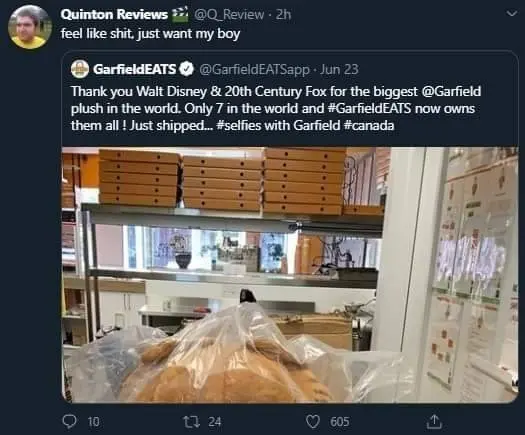 Quinton Reviews @Q_Review · 2h
feel like shit, just want my boy
GarfieldEATS @GarfieldEATSapp · Jun 23
Thank you Walt Disney & 20th Century Fox for the biggest @Garfield
plush in the world. Only 7 in the world and #GarfieldEATS now owns
them all ! Just shipped... #selfies with Garfield #canada
10 24 605